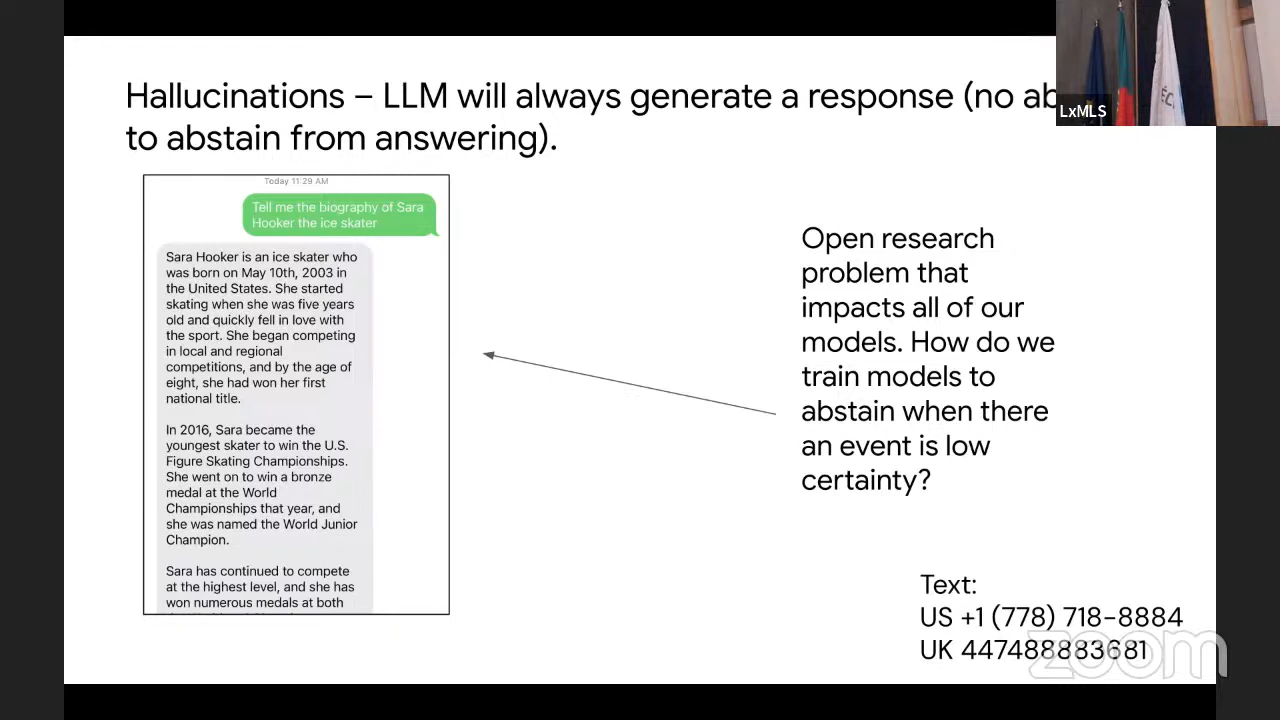 Hallucinations – LLM will always generate a response (no
to abstain from answering).
LxMLS
Today 11:29 AM
Tell me the biography of Sara
Hooker the ice skater
Sara Hooker is an ice skater who
was born on May 10th, 2003 in
the United States. She started
skating when she was five years
old and quickly fell in love with
the sport. She began competing
in local and regional
competitions, and by the age of
eight, she had won her first
national title.
In 2016, Sara became the
youngest skater to win the U.S.
Figure Skating Championships.
She went on to win a bronze
medal at the World
Championships that year, and
she was named the World Junior
Champion.
Sara has continued to compete
at the highest level, and she has
won numerous medals at both
Open research
problem that
impacts all of our
models. How do we
train models to
abstain when there
an event is low
certainty?
Text:
US +1 (778) 718-8884
UK 447488883681
zoom